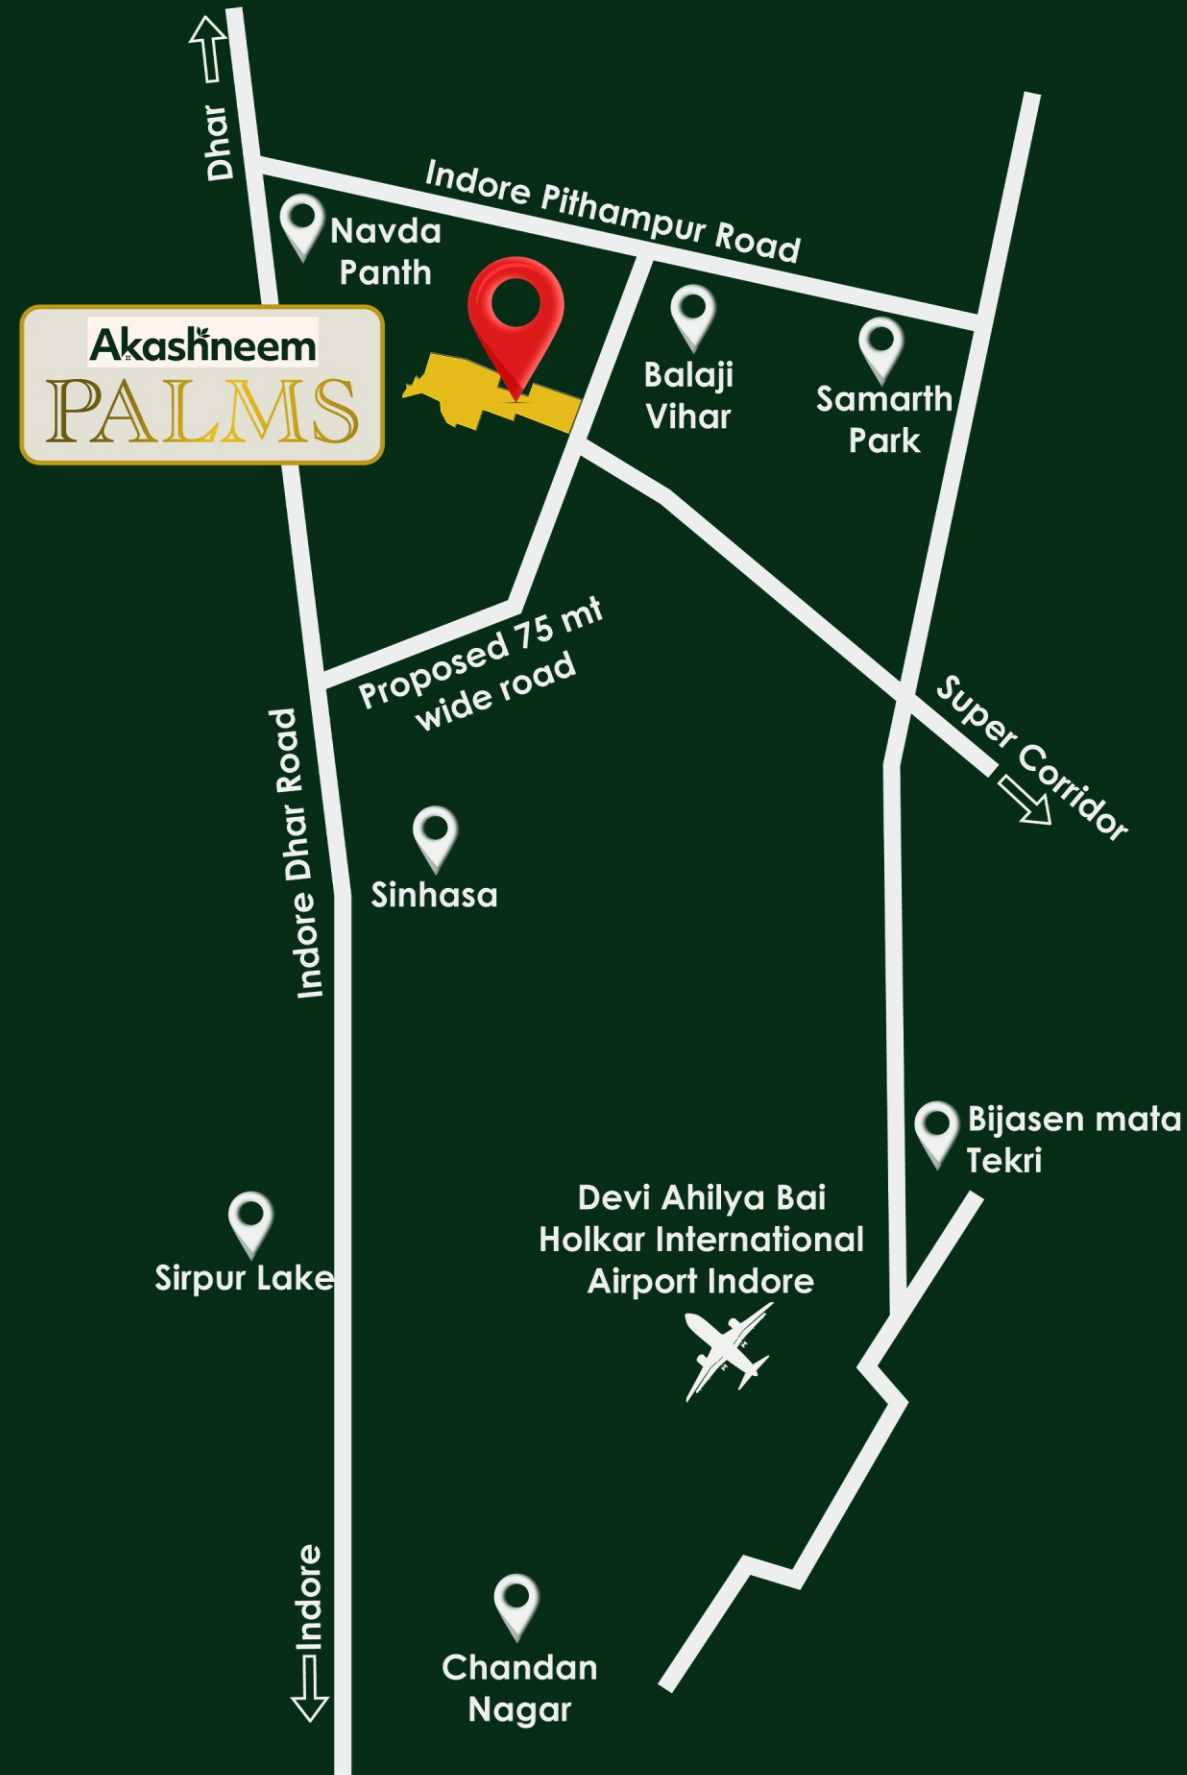 Dhar
Indore Pithampur Road
Navda
Panth
Akashneem
PALMS
Balaji
Vihar
Samarth
Park
Proposed 75 mt
wide road
Super Corridor
Indore Dhar Road
Sinhasa
Bijasen mata
Tekri
Devi Ahilya Bai
Holkar International
Airport Indore
Sirpur Lake
Indore
Chandan
Nagar